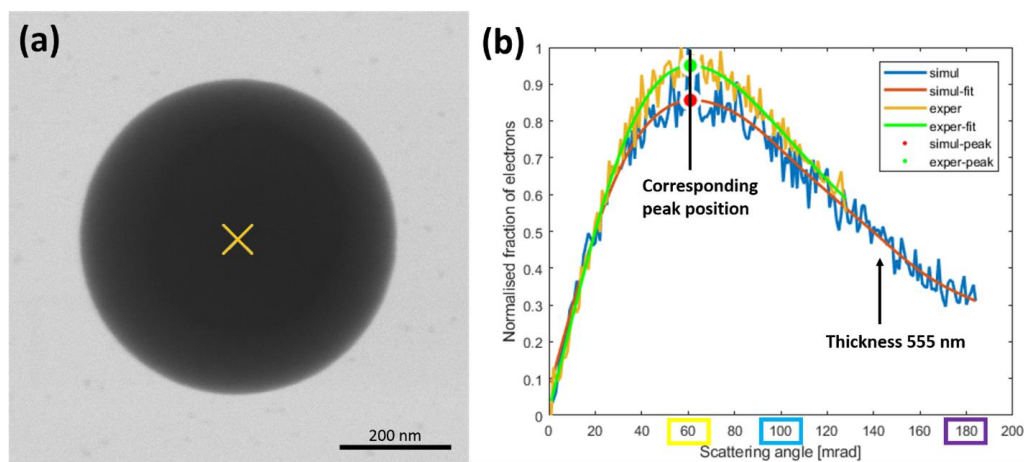 (a)
200 nm
(b)
Normalised fraction of electrons
1
0.9
0.8
0.7
0.6
0.5
0.4
0.3
0.2
0.1
0
simul
simul-fit
exper
exper-fit
simul-peak
exper-peak
Corresponding
peak position
Thickness 555 nm
0 20 40 60 80 100 120 140 160 180 200
Scattering angle [mrad]